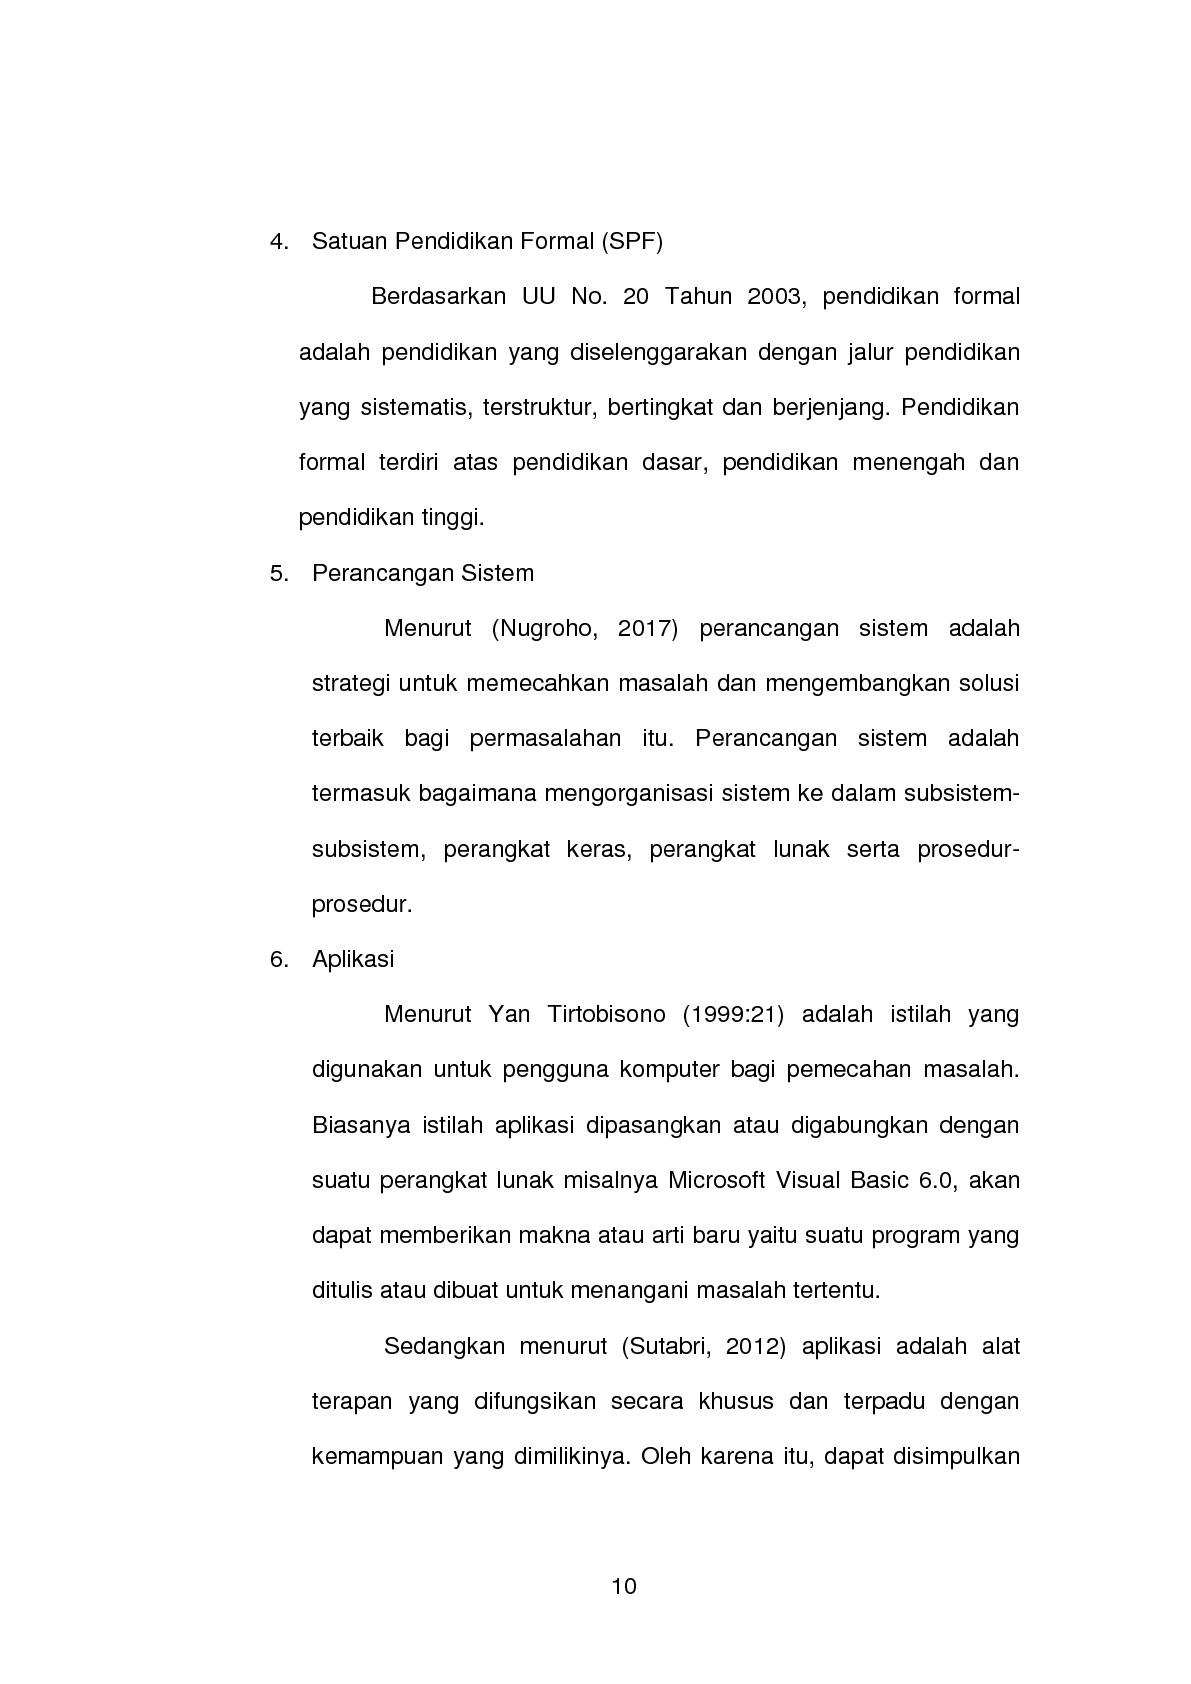 4. Satuan Pendidikan Formal (SPF)
Berdasarkan UU No. 20 Tahun 2003, pendidikan formal
adalah pendidikan yang diselenggarakan dengan jalur pendidikan
yang sistematis, terstruktur, bertingkat dan berjenjang. Pendidikan
formal terdiri atas pendidikan dasar, pendidikan menengah dan
pendidikan tinggi.
5. Perancangan Sistem
Menurut (Nugroho, 2017) perancangan sistem adalah
strategi untuk memecahkan masalah dan mengembangkan solusi
terbaik bagi permasalahan itu. Perancangan sistem adalah
termasuk bagaimana mengorganisasi sistem ke dalam subsistem-
subsistem, perangkat keras, perangkat lunak serta prosedur-
prosedur.
6. Aplikasi
Menurut Yan Tirtobisono (1999:21) adalah istilah yang
digunakan untuk pengguna komputer bagi pemecahan masalah.
Biasanya istilah aplikasi dipasangkan atau digabungkan dengan
suatu perangkat lunak misalnya Microsoft Visual Basic 6.0, akan
dapat memberikan makna atau arti baru yaitu suatu program yang
ditulis atau dibuat untuk menangani masalah tertentu.
Sedangkan menurut (Sutabri, 2012) aplikasi adalah alat
terapan yang difungsikan secara khusus dan terpadu dengan
kemampuan yang dimilikinya. Oleh karena itu, dapat disimpulkan
10